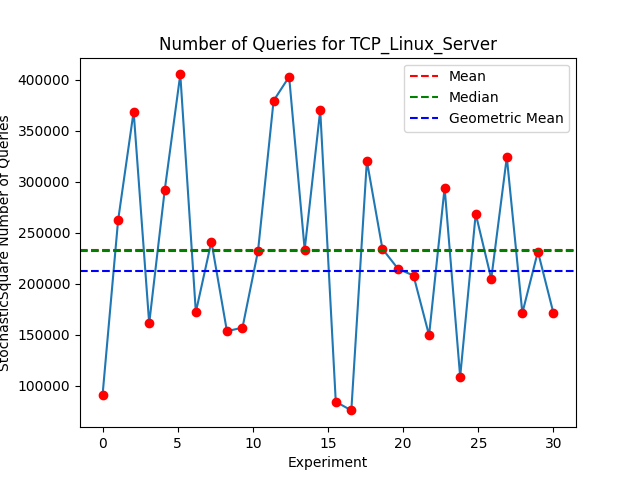 Number of Queries for TCP_Linux_Server
StochasticSquare Number of Queries
400000
350000
300000
250000
200000
150000
100000
Mean
Median
Geometric Mean
0 5 10 15 20 25 30
Experiment